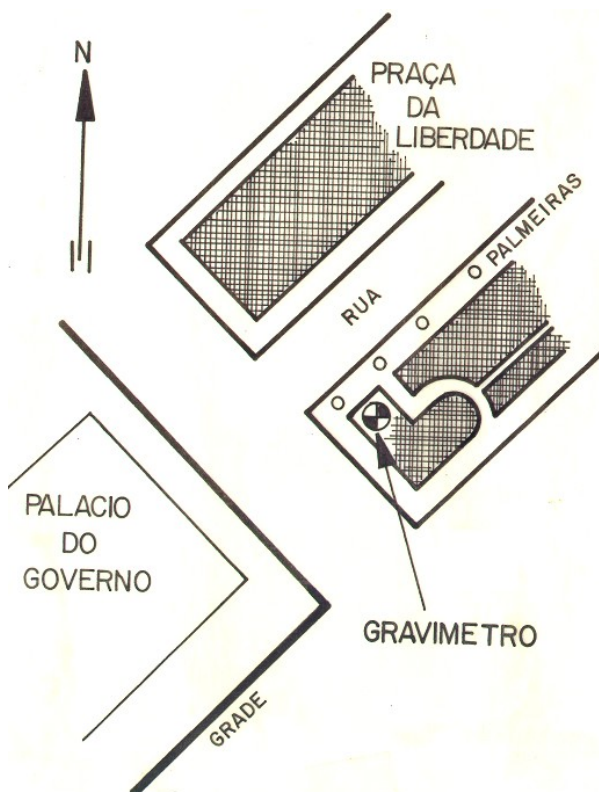 N
PRAÇA
DA
LIBERDADE
PALMEIRAS
RUA
PALACIO
DO
GOVERNO
GRAVIMETRO
GRADE